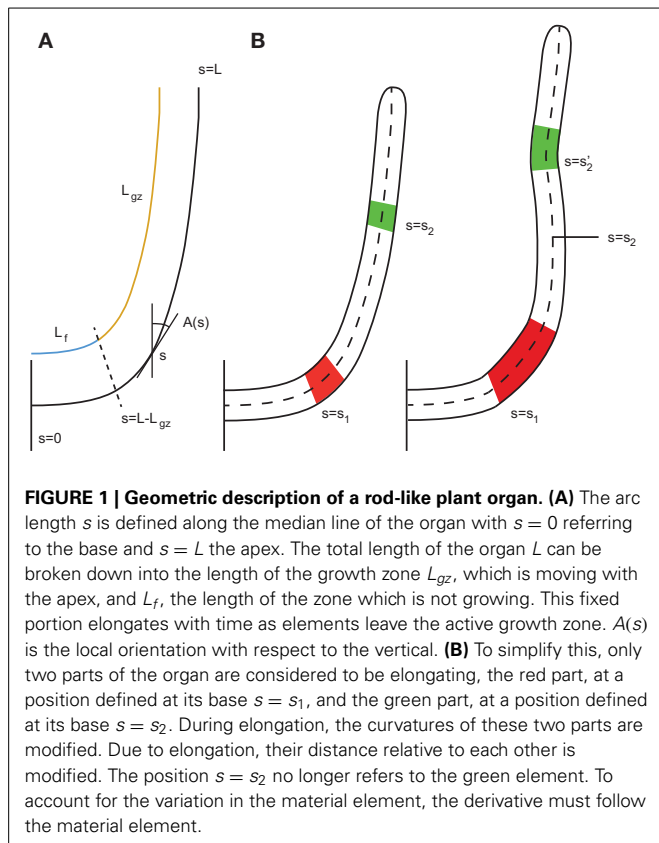 A
B
s=L
L_gz
L_f
A(s)
s
s=L-L_gz
s=0
s=s_2
s=s_1
s=s_2'
s=s_2
s=s_1
FIGURE 1 | Geometric description of a rod-like plant organ. (A) The arc
length s is defined along the median line of the organ with s = 0 referring
to the base and s = L the apex. The total length of the organ L can be
broken down into the length of the growth zone L_gz, which is moving with
the apex, and L_f, the length of the zone which is not growing. This fixed
portion elongates with time as elements leave the active growth zone. A(s)
is the local orientation with respect to the vertical. (B) To simplify this, only
two parts of the organ are considered to be elongating, the red part, at a
position defined at its base s = s_1, and the green part, at a position defined
at its base s = s_2. During elongation, the curvatures of these two parts are
modified. Due to elongation, their distance relative to each other is
modified. The position s = s_2 no longer refers to the green element. To
account for the variation in the material element, the derivative must follow
the material element.